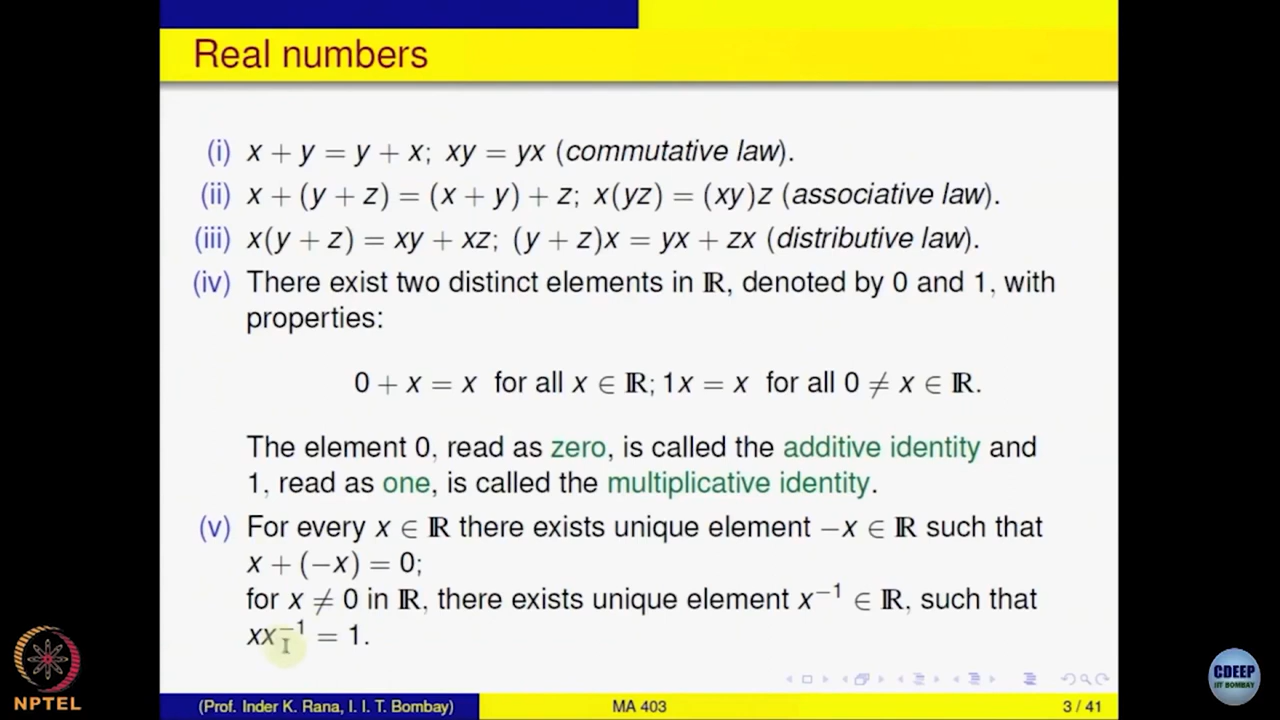 Real numbers
(i) x + y = y + x; xy = yx (commutative law).
(ii) x + (y + z) = (x + y) + z; x(yz) = (xy)z (associative law).
(iii) x(y + z) = xy + xz; (y + z)x = yx + zx (distributive law).
(iv) There exist two distinct elements in ℝ, denoted by 0 and 1, with
properties:
0 + x = x for all x ∈ ℝ; 1x = x for all 0 ≠ x ∈ ℝ.
The element 0, read as zero, is called the additive identity and
1, read as one, is called the multiplicative identity.
(v) For every x ∈ ℝ there exists unique element −x ∈ ℝ such that
x + (−x) = 0;
for x ≠ 0 in ℝ, there exists unique element x⁻¹ ∈ ℝ, such that
xx⁻¹ = 1.
NPTEL
CDEEP
IIT BOMBAY
(Prof. Inder K. Rana, I. I. T. Bombay) MA 403 3 / 41